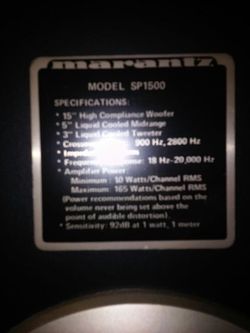 marantz
MODEL SP1500
SPECIFICATIONS:
* 15" High Compliance Woofer
* 5" Liquid Cooled Midrange
* 3" Liquid Cooled Tweeter
* 900 Hz, 2800 Hz
* Impedance
* Frequency 18 Hz-20,000 Hz
* Amplifier Power
Minimum: 10 Watts/Channel RMS
Maximum: 165 Watts/Channel RMS
(Power recommendations based on
volume never being set above the
point of audible distortion).
* Sensitivity: 92dB at 1 watt, 1 meter